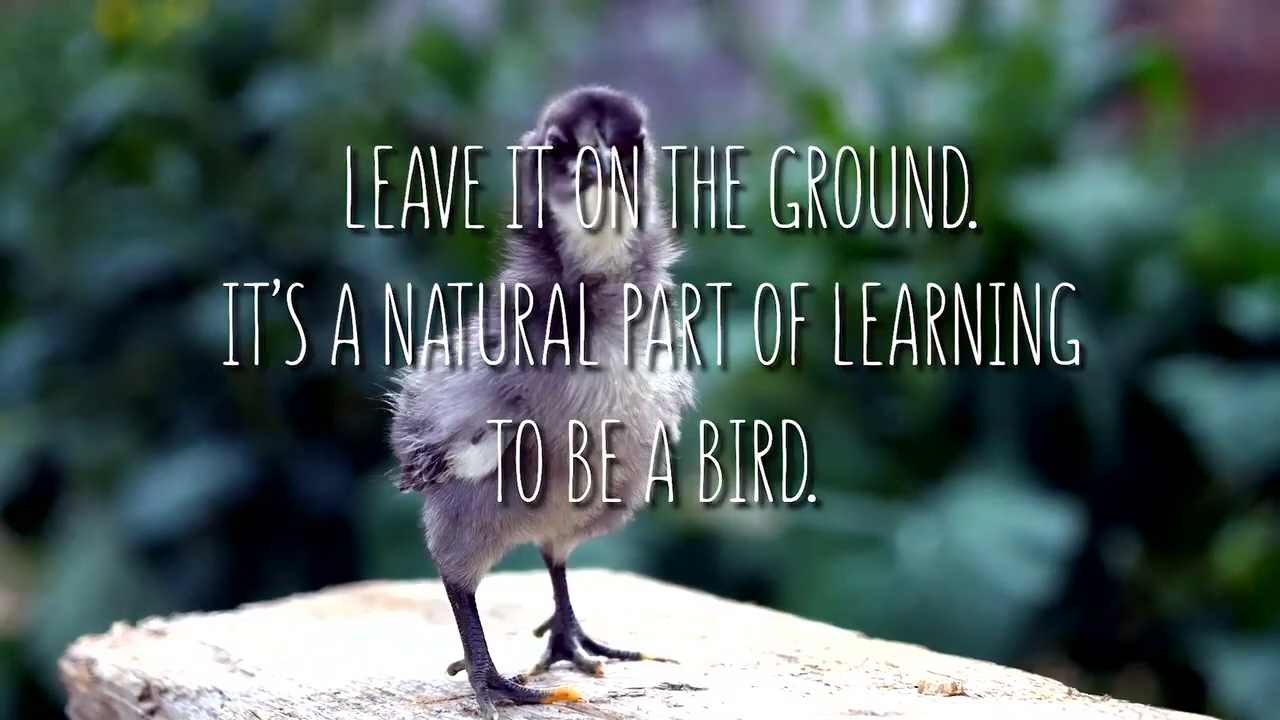 LEAVE IT ON THE GROUND.
IT'S A NATURAL PART OF LEARNING
TO BE A BIRD.